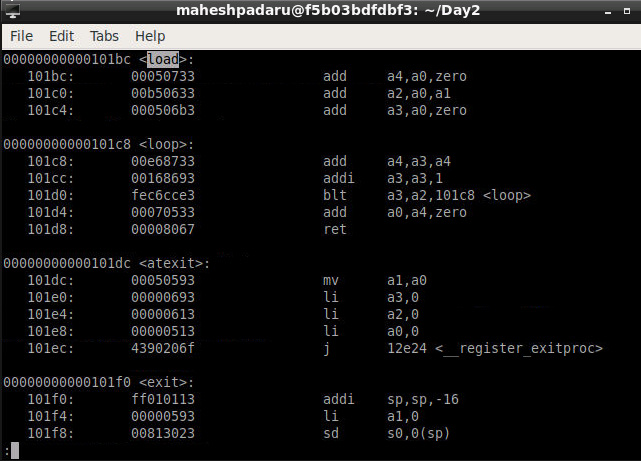 maheshpadaru@f5b03bdfdbf3: ~/Day2
File Edit Tabs Help
00000000000101bc <load>:
101bc: 00050733 add a4,a0,zero
101c0: 00b50633 add a2,a0,a1
101c4: 000506b3 add a3,a0,zero
00000000000101c8 <loop>:
101c8: 00e68733 add a4,a3,a4
101cc: 00168693 addi a3,a3,1
101d0: fec6cce3 blt a3,a2,101c8 <loop>
101d4: 00070533 add a0,a4,zero
101d8: 00008067 ret
00000000000101dc <atexit>:
101dc: 00050593 mv a1,a0
101e0: 00000693 li a3,0
101e4: 00000613 li a2,0
101e8: 00000513 li a0,0
101ec: 4390206f j 12e24 <__register_exitproc>
00000000000101f0 <exit>:
101f0: ff010113 addi sp,sp,-16
101f4: 00000593 li a1,0
101f8: 00813023 sd s0,0(sp)
: